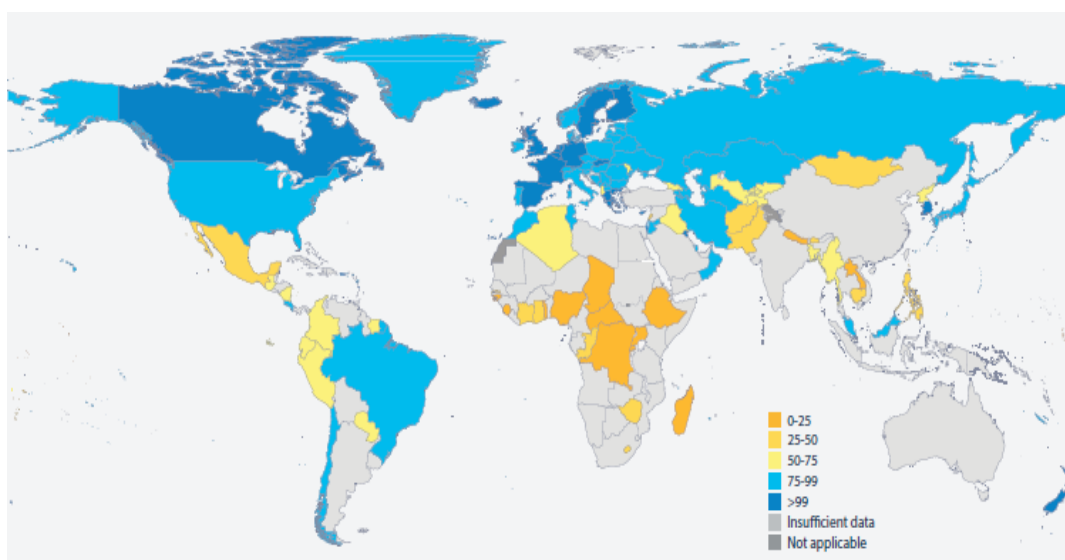 0-25
25-50
50-75
75-99
>99
Insufficient data
Not applicable